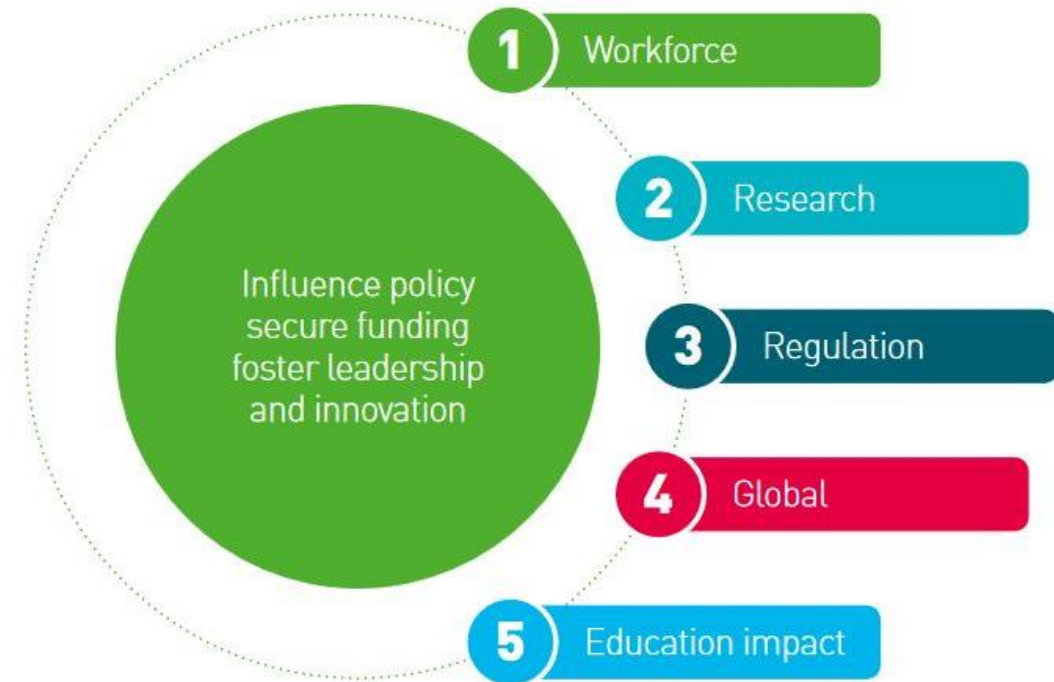 1 Workforce
2 Research
Influence policy
secure funding
foster leadership
and innovation
3 Regulation
4 Global
5 Education impact